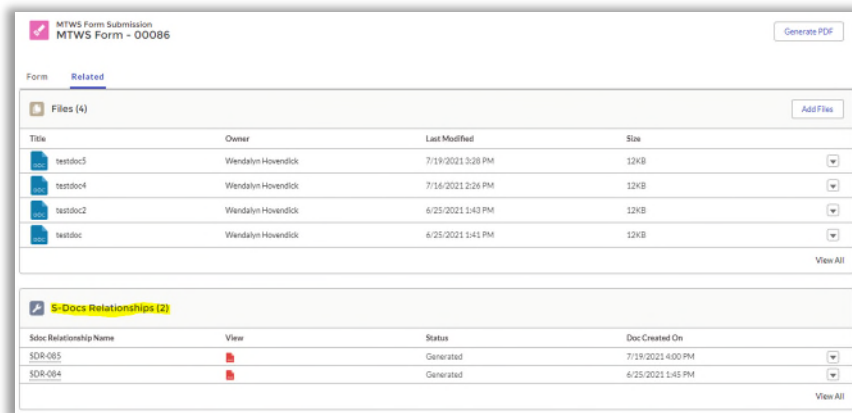 MTWS Form Submission
MTWS Form - 00086
Generate PDF
Form Related
Files (4)
Add Files
Title Owner Last Modified Size
testdoc5 Wendalyn Hovendick 7/19/2021 3:28 PM 12KB
testdoc4 Wendalyn Hovendick 7/16/2021 2:26 PM 12KB
testdoc2 Wendalyn Hovendick 6/25/2021 1:43 PM 12KB
testdoc Wendalyn Hovendick 6/25/2021 1:41 PM 12KB
View All
S-Docs Relationships (2)
Sdoc Relationship Name View Status Doc Created On
SDR-085 Generated 7/19/2021 4:00 PM
SDR-084 Generated 6/25/2021 1:45 PM
View All